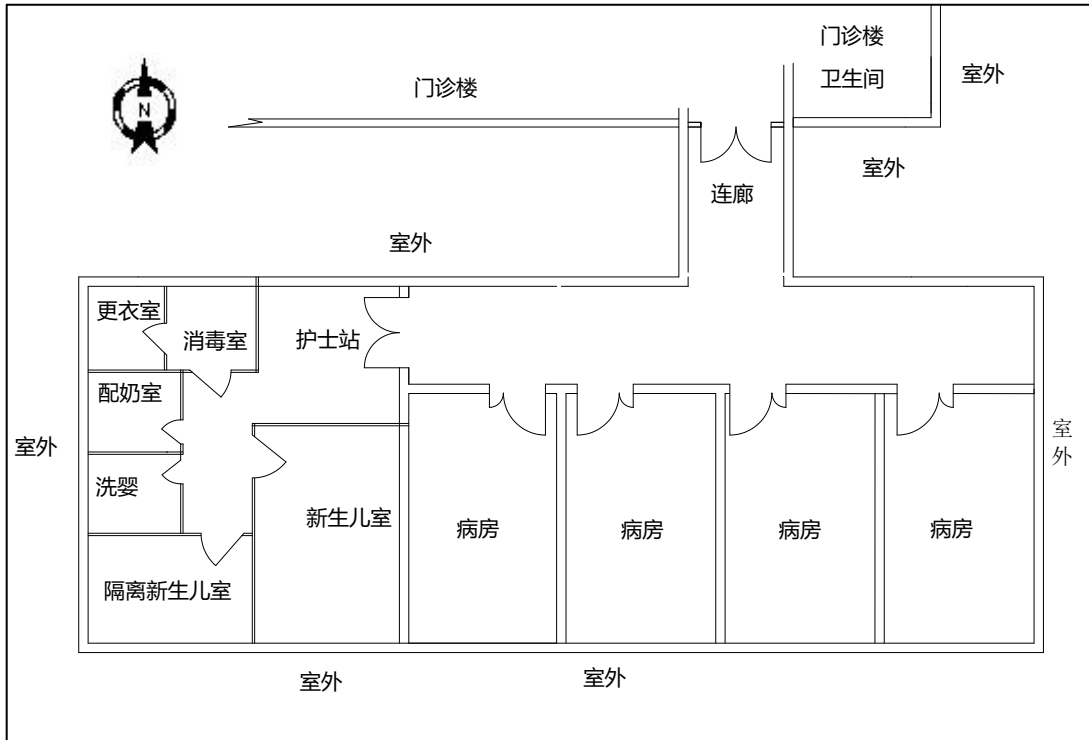 门诊楼
卫生间
室外
N
门诊楼
室外
连廊
室外
更衣室
消毒室
护士站
配奶室
室外
室
外
洗婴
新生儿室
病房
病房
病房
病房
隔离新生儿室
室外
室外